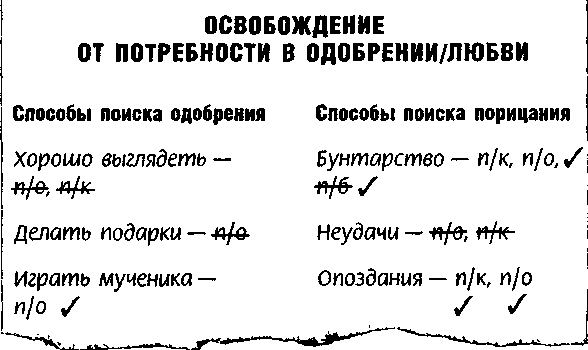 ОСВОБОЖДЕНИЕ
ОТ ПОТРЕБНОСТИ В ОДОБРЕНИИ/ЛЮБВИ
Способы поиска одобрения
Хорошо выглядеть —
п/о, п/к
Делать подарки — п/о
Играть мученика —
п/о ✓
Способы поиска порицания
Бунтарство — п/к, п/о, ✓
п/б ✓
Неудачи — п/о, п/к
Опоздания — п/к, п/о
✓ ✓